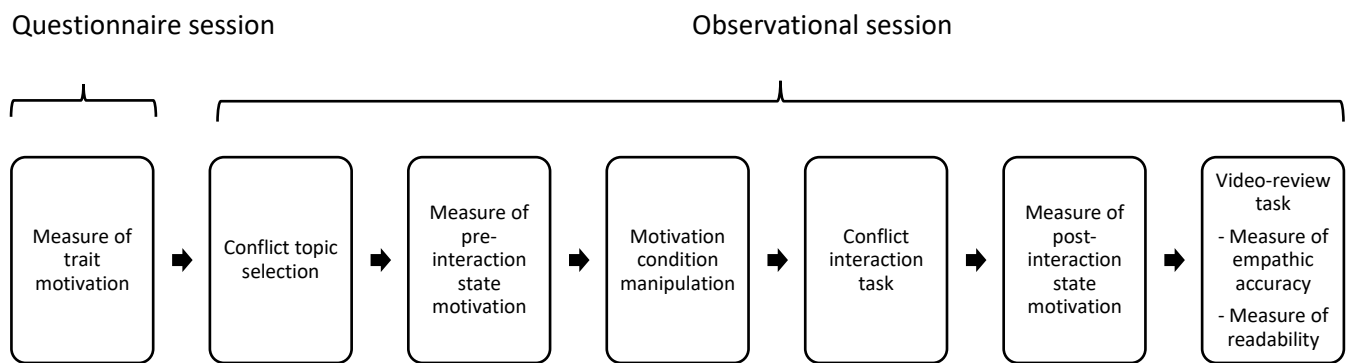 Questionnaire session
Observational session
Measure of
trait
motivation
Conflict topic
selection
Measure of
pre-
interaction
state
motivation
Motivation
condition
manipulation
Conflict
interaction
task
Measure of
post-
interaction
state
motivation
Video-review
task
- Measure of
empathic
accuracy
- Measure of
readability